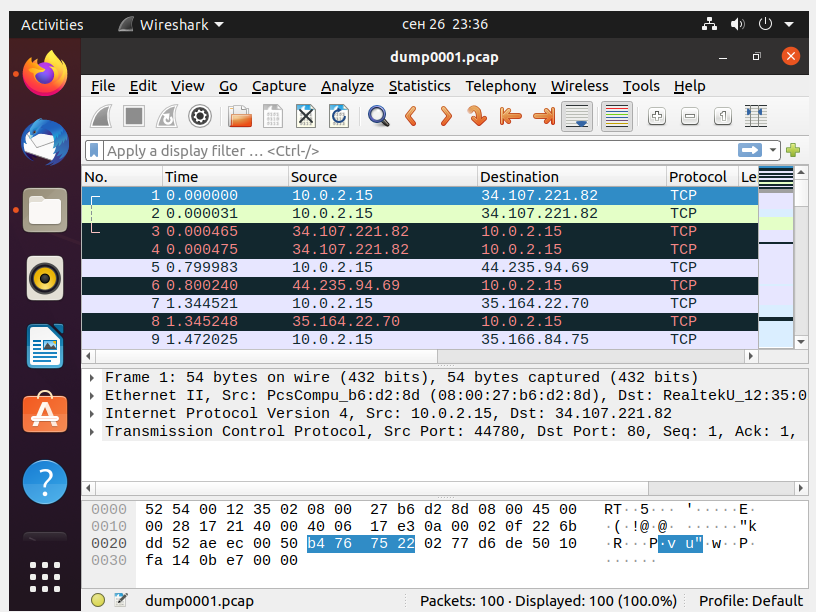 Activities Wireshark сен 26 23:36
dump0001.pcap
File Edit View Go Capture Analyze Statistics Telephony Wireless Tools Help
Apply a display filter … <Ctrl-/>
No. Time Source Destination Protocol Le
1 0.000000 10.0.2.15 34.107.221.82 TCP
2 0.000031 10.0.2.15 34.107.221.82 TCP
3 0.000465 34.107.221.82 10.0.2.15 TCP
4 0.000475 34.107.221.82 10.0.2.15 TCP
5 0.799983 10.0.2.15 44.235.94.69 TCP
6 0.800240 44.235.94.69 10.0.2.15 TCP
7 1.344521 10.0.2.15 35.164.22.70 TCP
8 1.345248 35.164.22.70 10.0.2.15 TCP
9 1.472025 10.0.2.15 35.166.84.75 TCP
Frame 1: 54 bytes on wire (432 bits), 54 bytes captured (432 bits)
Ethernet II, Src: PcsCompu_b6:d2:8d (08:00:27:b6:d2:8d), Dst: RealtekU_12:35:0
Internet Protocol Version 4, Src: 10.0.2.15, Dst: 34.107.221.82
Transmission Control Protocol, Src Port: 44780, Dst Port: 80, Seq: 1, Ack: 1,
0000 52 54 00 12 35 02 08 00 27 b6 d2 8d 08 00 45 00 RT··5···'·····E·
0010 00 28 17 21 40 00 40 06 17 e3 0a 00 02 0f 22 6b ·(·!@·@·······"k
0020 dd 52 ae ec 00 50 b4 76 75 22 02 77 d6 de 50 10 ·R···P·vu"·w··P·
0030 fa 14 0b e7 00 00 ······
dump0001.pcap Packets: 100 · Displayed: 100 (100.0%) Profile: Default